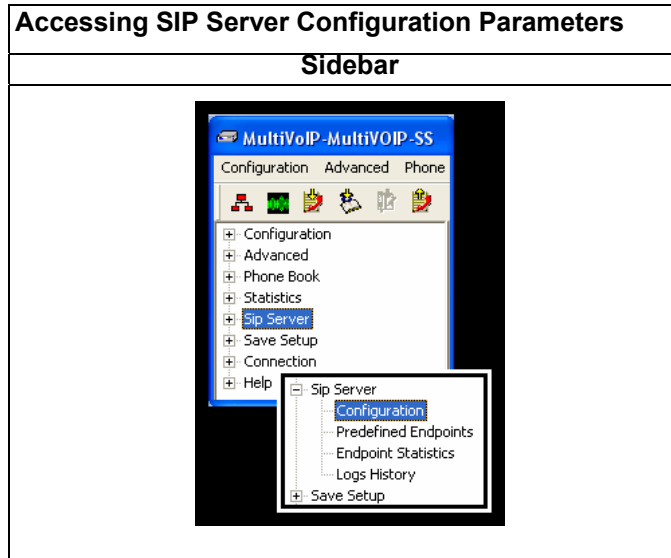 Accessing SIP Server Configuration Parameters
Sidebar
MultiVoIP-MultiVOIP-SS
Configuration Advanced Phone
Configuration
Advanced
Phone Book
Statistics
Sip Server
Save Setup
Connection
Help
Sip Server
Configuration
Predefined Endpoints
Endpoint Statistics
Logs History
Save Setup